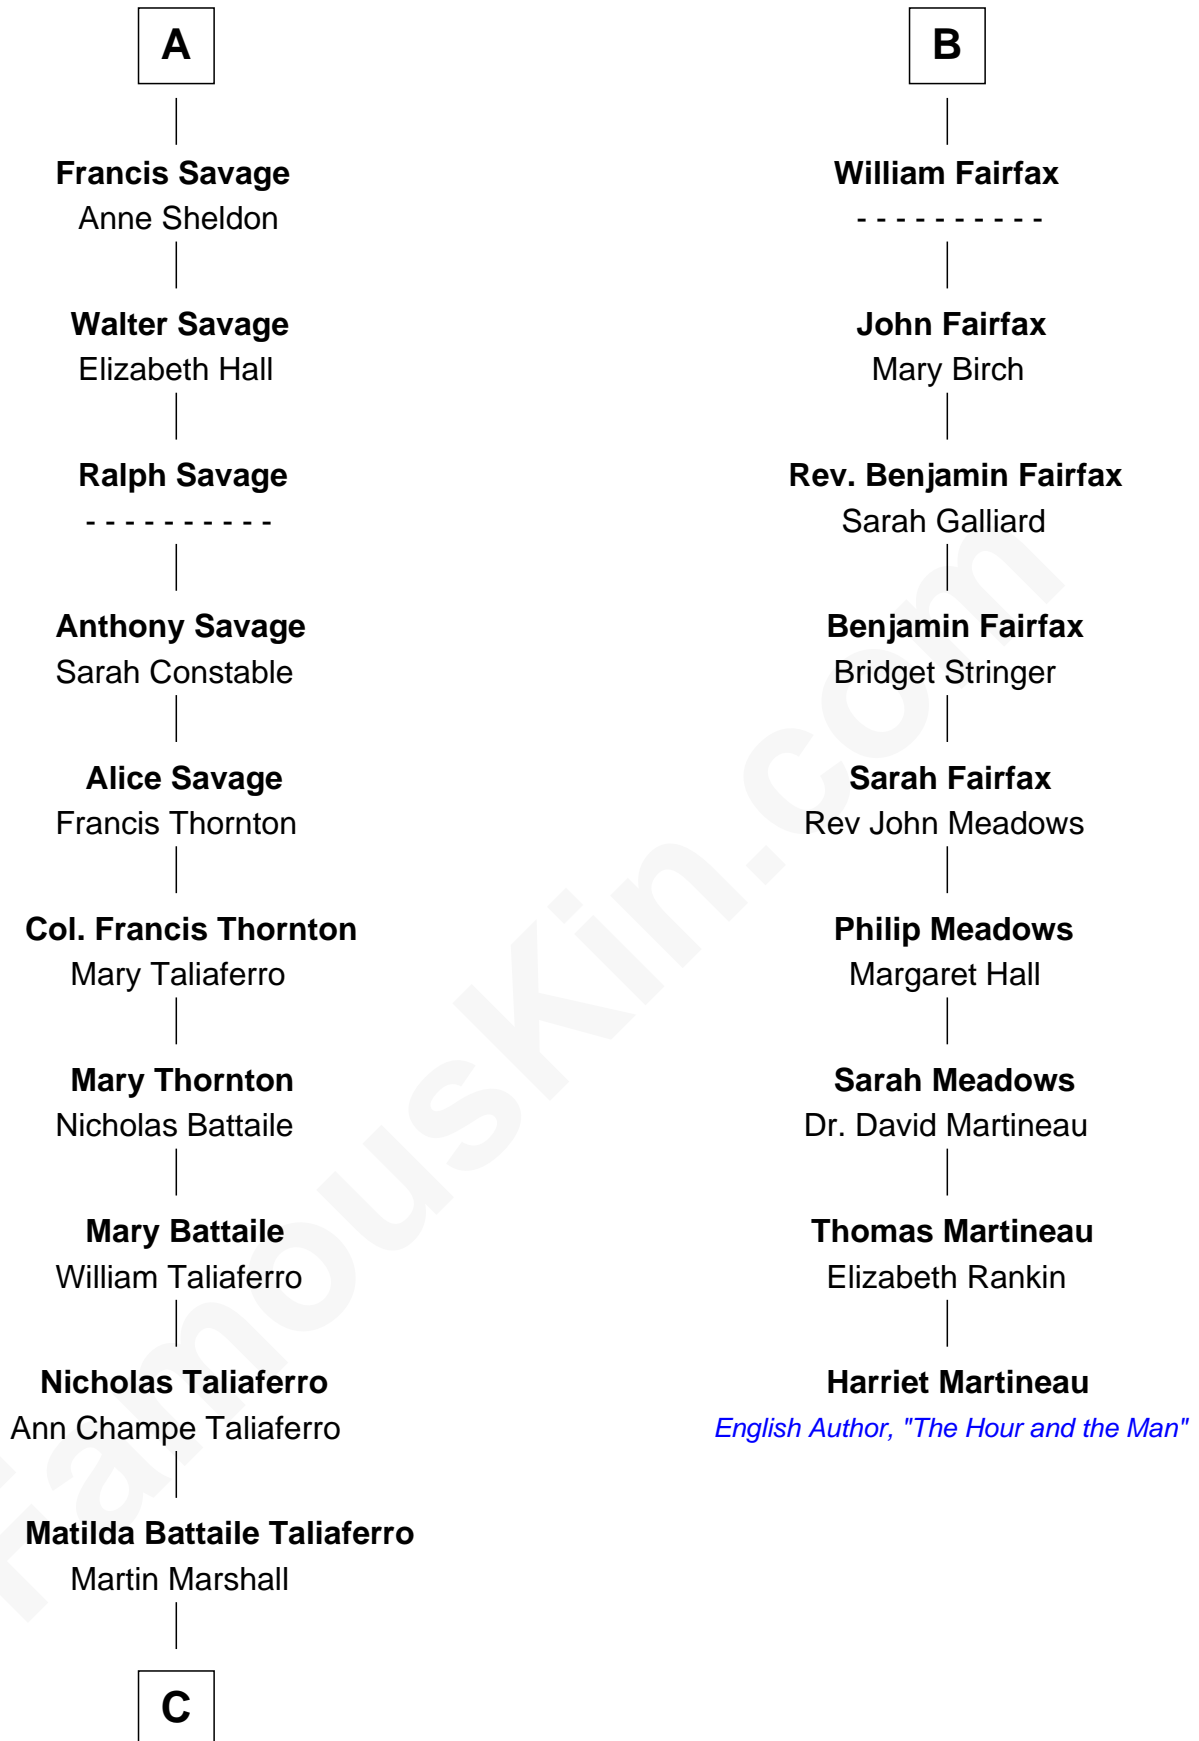 A
Francis Savage
Anne Sheldon
Walter Savage
Elizabeth Hall
Ralph Savage
- - - - - - - - - -
Anthony Savage
Sarah Constable
Alice Savage
Francis Thornton
Col. Francis Thornton
Mary Taliaferro
Mary Thornton
Nicholas Battaile
Mary Battaile
William Taliaferro
Nicholas Taliaferro
Ann Champe Taliaferro
Matilda Battaile Taliaferro
Martin Marshall
C
B
William Fairfax
- - - - - - - - - -
John Fairfax
Mary Birch
Rev. Benjamin Fairfax
Sarah Galliard
Benjamin Fairfax
Bridget Stringer
Sarah Fairfax
Rev John Meadows
Philip Meadows
Margaret Hall
Sarah Meadows
Dr. David Martineau
Thomas Martineau
Elizabeth Rankin
Harriet Martineau
English Author, "The Hour and the Man"
FamousKin.com